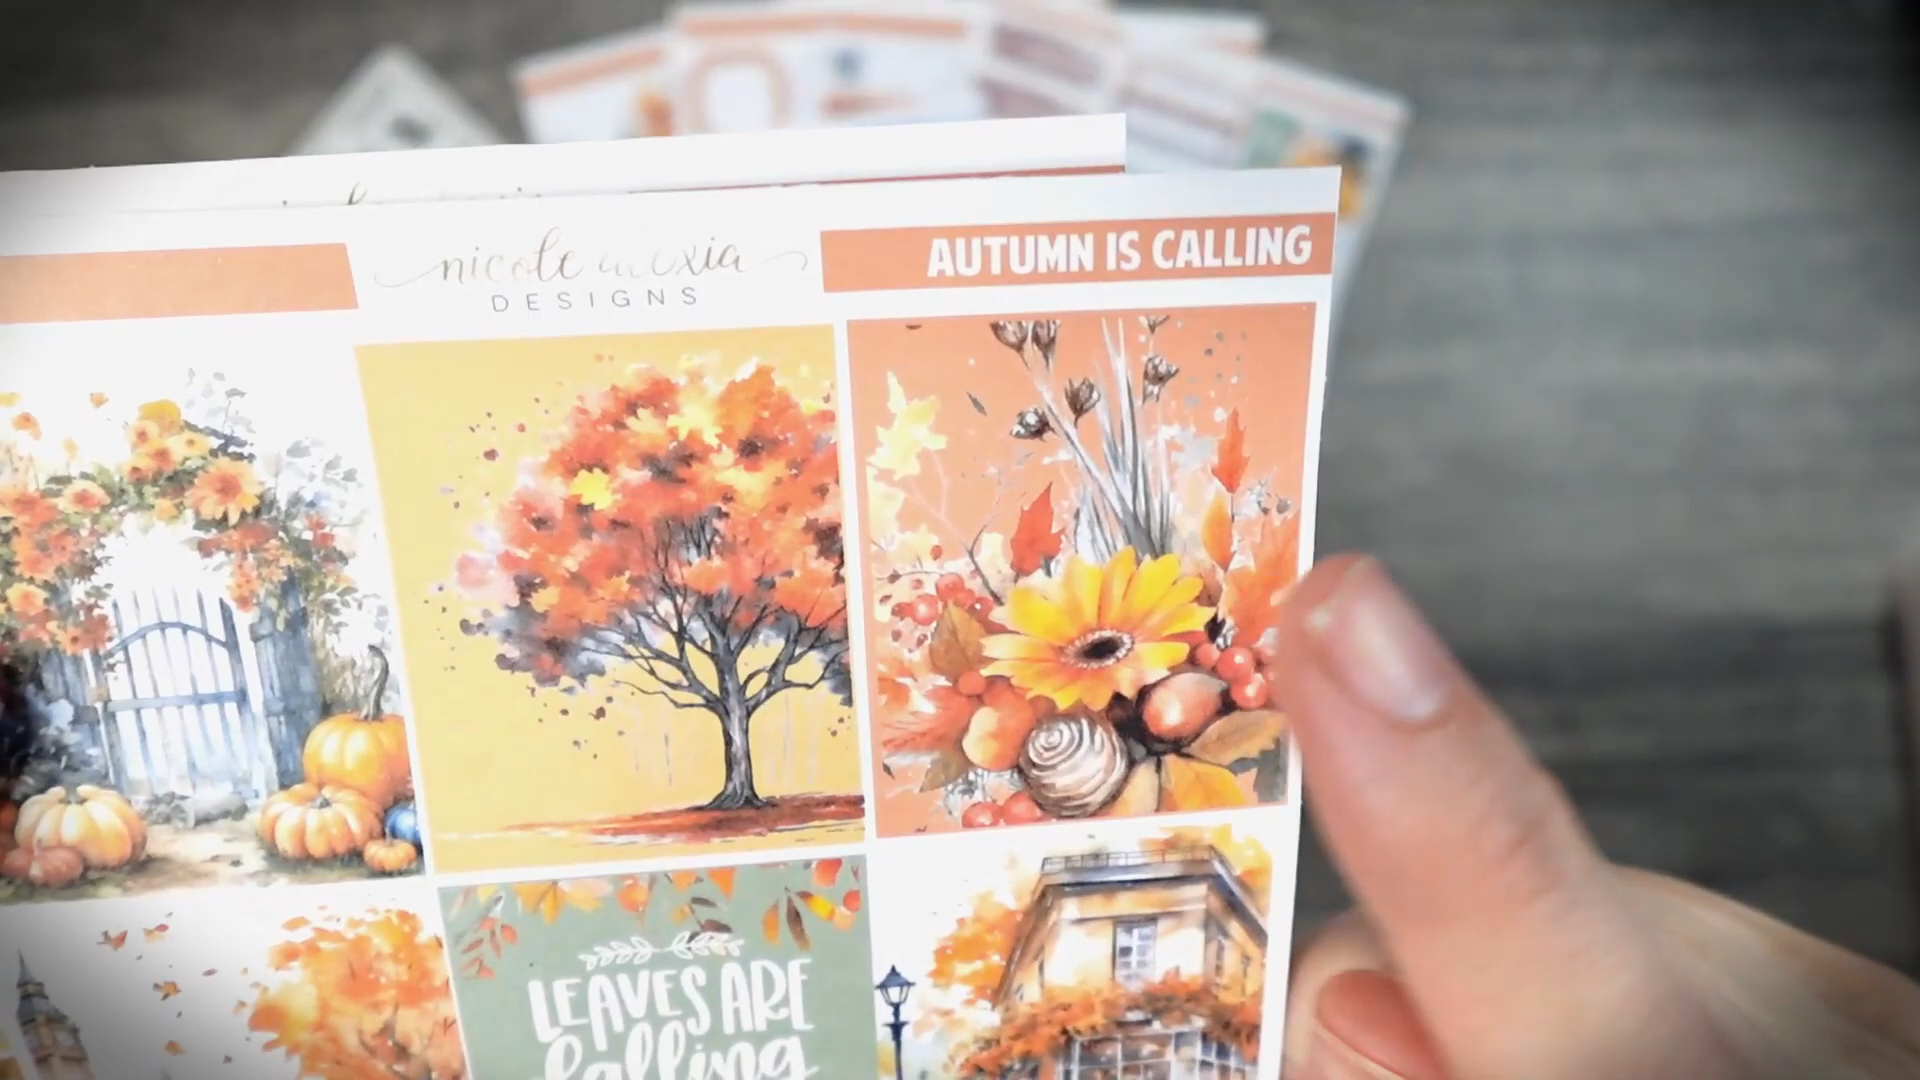 nicole alexia
DESIGNS
AUTUMN IS CALLING
LEAVES ARE
falling